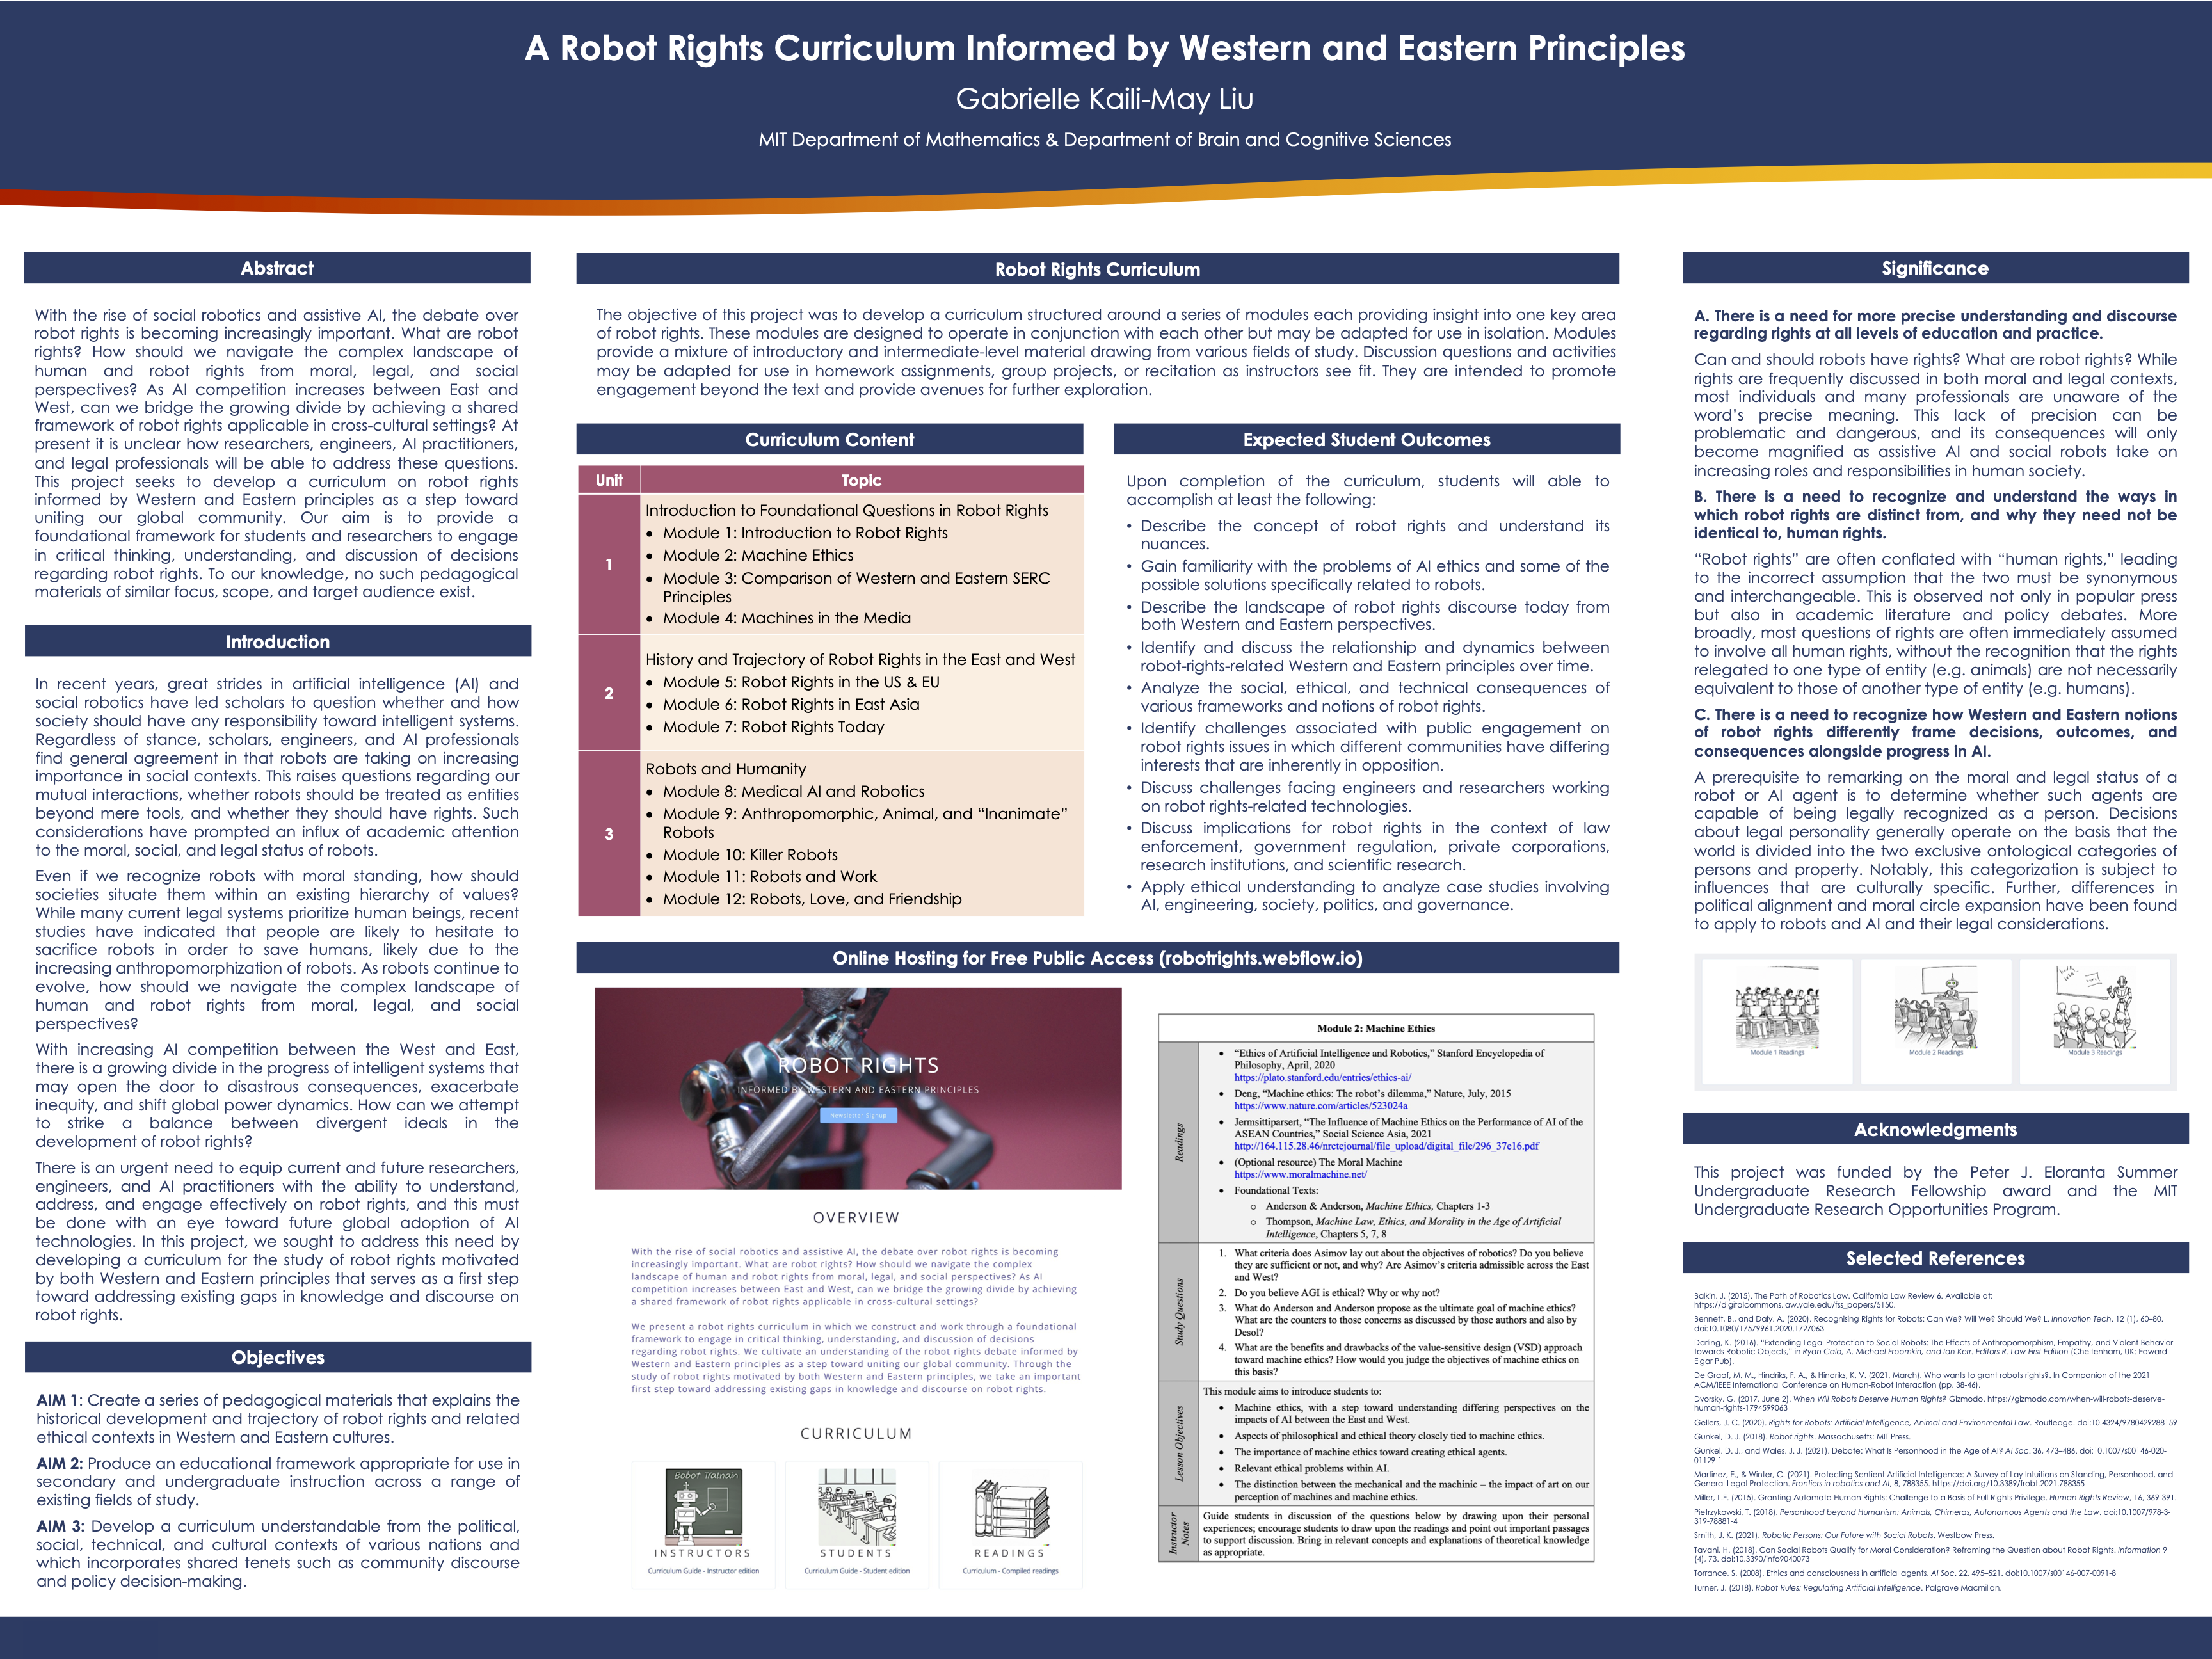 A Robot Rights Curriculum Informed by Western and Eastern Principles
Gabrielle Kaili-May Liu
MIT Department of Mathematics & Department of Brain and Cognitive Sciences
Abstract
With the rise of social robotics and assistive AI, the debate over
robot rights is becoming increasingly important. What are robot
rights? How should we navigate the complex landscape of
human and robot rights from moral, legal, and social
perspectives? As AI competition increases between East and
West, can we bridge the growing divide by achieving a shared
framework of robot rights applicable in cross-cultural settings? At
present it is unclear how researchers, engineers, AI practitioners,
and legal professionals will be able to address these questions.
This project seeks to develop a curriculum on robot rights
informed by Western and Eastern principles as a step toward
uniting our global community. Our aim is to provide a
foundational framework for students and researchers to engage
in critical thinking, understanding, and discussion of decisions
regarding robot rights. To our knowledge, no such pedagogical
materials of similar focus, scope, and target audience exist.
Introduction
In recent years, great strides in artificial intelligence (AI) and
social robotics have led scholars to question whether and how
society should have any responsibility toward intelligent systems.
Regardless of stance, scholars, engineers, and AI professionals
find general agreement in that robots are taking on increasing
importance in social contexts. This raises questions regarding our
mutual interactions, whether robots should be treated as entities
beyond mere tools, and whether they should have rights. Such
considerations have prompted an influx of academic attention
to the moral, social, and legal status of robots.
Even if we recognize robots with moral standing, how should
societies situate them within an existing hierarchy of values?
While many current legal systems prioritize human beings, recent
studies have indicated that people are likely to hesitate to
sacrifice robots in order to save humans, likely due to the
increasing anthropomorphization of robots. As robots continue to
evolve, how should we navigate the complex landscape of
human and robot rights from moral, legal, and social
perspectives?
With increasing AI competition between the West and East,
there is a growing divide in the progress of intelligent systems that
may open the door to disastrous consequences, exacerbate
inequity, and shift global power dynamics. How can we attempt
to strike a balance between divergent ideals in the
development of robot rights?
There is an urgent need to equip current and future researchers,
engineers, and AI practitioners with the ability to understand,
address, and engage effectively on robot rights, and this must
be done with an eye toward future global adoption of AI
technologies. In this project, we sought to address this need by
developing a curriculum for the study of robot rights motivated
by both Western and Eastern principles that serves as a first step
toward addressing existing gaps in knowledge and discourse on
robot rights.
Objectives
AIM 1: Create a series of pedagogical materials that explains the
historical development and trajectory of robot rights and related
ethical contexts in Western and Eastern cultures.
AIM 2: Produce an educational framework appropriate for use in
secondary and undergraduate instruction across a range of
existing fields of study.
AIM 3: Develop a curriculum understandable from the political,
social, technical, and cultural contexts of various nations and
which incorporates shared tenets such as community discourse
and policy decision-making.
Robot Rights Curriculum
The objective of this project was to develop a curriculum structured around a series of modules each providing insight into one key area
of robot rights. These modules are designed to operate in conjunction with each other but may be adapted for use in isolation. Modules
provide a mixture of introductory and intermediate-level material drawing from various fields of study. Discussion questions and activities
may be adapted for use in homework assignments, group projects, or recitation as instructors see fit. They are intended to promote
engagement beyond the text and provide avenues for further exploration.
Curriculum Content
Unit Topic
1
Introduction to Foundational Questions in Robot Rights
• Module 1: Introduction to Robot Rights
• Module 2: Machine Ethics
• Module 3: Comparison of Western and Eastern SERC
Principles
• Module 4: Machines in the Media
2
History and Trajectory of Robot Rights in the East and West
• Module 5: Robot Rights in the US & EU
• Module 6: Robot Rights in East Asia
• Module 7: Robot Rights Today
3
Robots and Humanity
• Module 8: Medical AI and Robotics
• Module 9: Anthropomorphic, Animal, and “Inanimate”
Robots
• Module 10: Killer Robots
• Module 11: Robots and Work
• Module 12: Robots, Love, and Friendship
Expected Student Outcomes
Upon completion of the curriculum, students will able to
accomplish at least the following:
• Describe the concept of robot rights and understand its
nuances.
• Gain familiarity with the problems of AI ethics and some of the
possible solutions specifically related to robots.
• Describe the landscape of robot rights discourse today from
both Western and Eastern perspectives.
• Identify and discuss the relationship and dynamics between
robot-rights-related Western and Eastern principles over time.
• Analyze the social, ethical, and technical consequences of
various frameworks and notions of robot rights.
• Identify challenges associated with public engagement on
robot rights issues in which different communities have differing
interests that are inherently in opposition.
• Discuss challenges facing engineers and researchers working
on robot rights-related technologies.
• Discuss implications for robot rights in the context of law
enforcement, government regulation, private corporations,
research institutions, and scientific research.
• Apply ethical understanding to analyze case studies involving
AI, engineering, society, politics, and governance.
Online Hosting for Free Public Access (robotrights.webflow.io)
ROBOT RIGHTS
INFORMED BY WESTERN AND EASTERN PRINCIPLES
Newsletter Signup
OVERVIEW
With the rise of social robotics and assistive AI, the debate over robot rights is becoming
increasingly important. What are robot rights? How should we navigate the complex
landscape of human and robot rights from moral, legal, and social perspectives? As AI
competition increases between East and West, can we bridge the growing divide by achieving
a shared framework of robot rights applicable in cross-cultural settings?
We present a robot rights curriculum in which we construct and work through a foundational
framework to engage in critical thinking, understanding, and discussion of decisions
regarding robot rights. We cultivate an understanding of the robot rights debate informed by
Western and Eastern principles as a step toward uniting our global community. Through the
study of robot rights motivated by both Western and Eastern principles, we take an important
first step toward addressing existing gaps in knowledge and discourse on robot rights.
CURRICULUM
INSTRUCTORS
Curriculum Guide - Instructor edition
STUDENTS
Curriculum Guide - Student edition
READINGS
Curriculum - Compiled readings
Module 2: Machine Ethics
Readings
• “Ethics of Artificial Intelligence and Robotics,” Stanford Encyclopedia of
Philosophy, April, 2020
https://plato.stanford.edu/entries/ethics-ai/
• Deng, “Machine ethics: The robot’s dilemma,” Nature, July, 2015
https://www.nature.com/articles/523024a
• Jermsittiparsert, “The Influence of Machine Ethics on the Performance of AI of the
ASEAN Countries,” Social Science Asia, 2021
http://164.115.28.46/nrctejournal/file_upload/digital_file/296_37e16.pdf
• (Optional resource) The Moral Machine
https://www.moralmachine.net/
• Foundational Texts:
o Anderson & Anderson, Machine Ethics, Chapters 1-3
o Thompson, Machine Law, Ethics, and Morality in the Age of Artificial
Intelligence, Chapters 5, 7, 8
Study Questions
1. What criteria does Asimov lay out about the objectives of robotics? Do you believe
they are sufficient or not, and why? Are Asimov’s criteria admissible across the East
and West?
2. Do you believe AGI is ethical? Why or why not?
3. What do Anderson and Anderson propose as the ultimate goal of machine ethics?
What are the counters to those concerns as discussed by those authors and also by
Desol?
4. What are the benefits and drawbacks of the value-sensitive design (VSD) approach
toward machine ethics? How would you judge the objectives of machine ethics on
this basis?
Lesson Objectives
This module aims to introduce students to:
• Machine ethics, with a step toward understanding differing perspectives on the
impacts of AI between the East and West.
• Aspects of philosophical and ethical theory closely tied to machine ethics.
• The importance of machine ethics toward creating ethical agents.
• Relevant ethical problems within AI.
• The distinction between the mechanical and the machinic – the impact of art on our
perception of machines and machine ethics.
Instructor
Notes
Guide students in discussion of the questions below by drawing upon their personal
experiences; encourage students to draw upon the readings and point out important passages
to support discussion. Bring in relevant concepts and explanations of theoretical knowledge
as appropriate.
Significance
A. There is a need for more precise understanding and discourse
regarding rights at all levels of education and practice.
Can and should robots have rights? What are robot rights? While
rights are frequently discussed in both moral and legal contexts,
most individuals and many professionals are unaware of the
word’s precise meaning. This lack of precision can be
problematic and dangerous, and its consequences will only
become magnified as assistive AI and social robots take on
increasing roles and responsibilities in human society.
B. There is a need to recognize and understand the ways in
which robot rights are distinct from, and why they need not be
identical to, human rights.
“Robot rights” are often conflated with “human rights,” leading
to the incorrect assumption that the two must be synonymous
and interchangeable. This is observed not only in popular press
but also in academic literature and policy debates. More
broadly, most questions of rights are often immediately assumed
to involve all human rights, without the recognition that the rights
relegated to one type of entity (e.g. animals) are not necessarily
equivalent to those of another type of entity (e.g. humans).
C. There is a need to recognize how Western and Eastern notions
of robot rights differently frame decisions, outcomes, and
consequences alongside progress in AI.
A prerequisite to remarking on the moral and legal status of a
robot or AI agent is to determine whether such agents are
capable of being legally recognized as a person. Decisions
about legal personality generally operate on the basis that the
world is divided into the two exclusive ontological categories of
persons and property. Notably, this categorization is subject to
influences that are culturally specific. Further, differences in
political alignment and moral circle expansion have been found
to apply to robots and AI and their legal considerations.
Module 1 Readings
Module 2 Readings
Module 3 Readings
Acknowledgments
This project was funded by the Peter J. Eloranta Summer
Undergraduate Research Fellowship award and the MIT
Undergraduate Research Opportunities Program.
Selected References
Balkin, J. (2015). The Path of Robotics Law. California Law Review 6. Available at:
https://digitalcommons.law.yale.edu/fss_papers/5150.
Bennett, B., and Daly, A. (2020). Recognising Rights for Robots: Can We? Will We? Should We? L. Innovation Tech. 12 (1), 60–80.
doi:10.1080/17579961.2020.1727063
Darling, K. (2016). “Extending Legal Protection to Social Robots: The Effects of Anthropomorphism, Empathy, and Violent Behavior
towards Robotic Objects,” in Ryan Calo, A. Michael Froomkin, and Ian Kerr. Editors R. Law First Edition (Cheltenham, UK: Edward
Elgar Pub).
De Graaf, M. M., Hindriks, F. A., & Hindriks, K. V. (2021, March). Who wants to grant robots rights?. In Companion of the 2021
ACM/IEEE International Conference on Human-Robot Interaction (pp. 38-46).
Dvorsky, G. (2017, June 2). When Will Robots Deserve Human Rights? Gizmodo. https://gizmodo.com/when-will-robots-deserve-
human-rights-1794599063
Gellers, J. C. (2020). Rights for Robots: Artificial Intelligence, Animal and Environmental Law. Routledge. doi:10.4324/9780429288159
Gunkel, D. J. (2018). Robot rights. Massachusetts: MIT Press.
Gunkel, D. J., and Wales, J. J. (2021). Debate: What Is Personhood in the Age of AI? AI Soc. 36, 473–486. doi:10.1007/s00146-020-
01129-1
Martínez, E., & Winter, C. (2021). Protecting Sentient Artificial Intelligence: A Survey of Lay Intuitions on Standing, Personhood, and
General Legal Protection. Frontiers in robotics and AI, 8, 788355. https://doi.org/10.3389/frobt.2021.788355
Miller, L.F. (2015). Granting Automata Human Rights: Challenge to a Basis of Full-Rights Privilege. Human Rights Review, 16, 369-391.
Pietrzykowski, T. (2018). Personhood beyond Humanism: Animals, Chimeras, Autonomous Agents and the Law. doi:10.1007/978-3-
319-78881-4
Smith, J. K. (2021). Robotic Persons: Our Future with Social Robots. Westbow Press.
Tavani, H. (2018). Can Social Robots Qualify for Moral Consideration? Reframing the Question about Robot Rights. Information 9
(4), 73. doi:10.3390/info9040073
Torrance, S. (2008). Ethics and consciousness in artificial agents. AI Soc. 22, 495–521. doi:10.1007/s00146-007-0091-8
Turner, J. (2018). Robot Rules: Regulating Artificial Intelligence. Palgrave Macmillan.